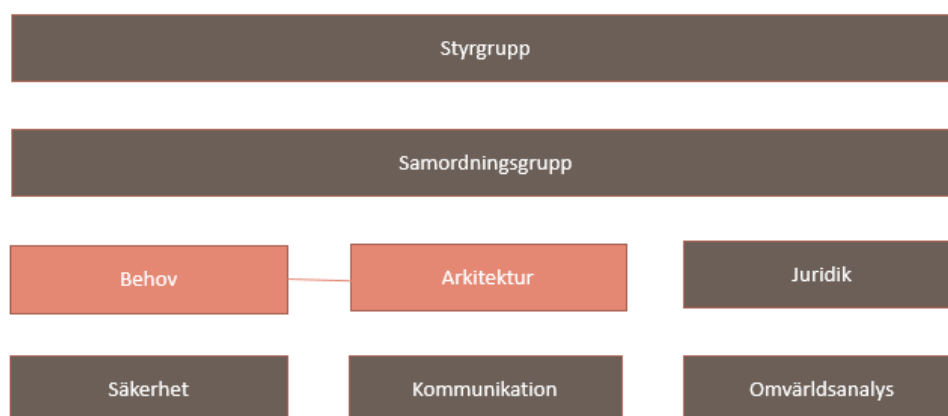 Styrgrupp
Samordningsgrupp
Behov
Arkitektur
Juridik
Säkerhet
Kommunikation
Omvärldsanalys